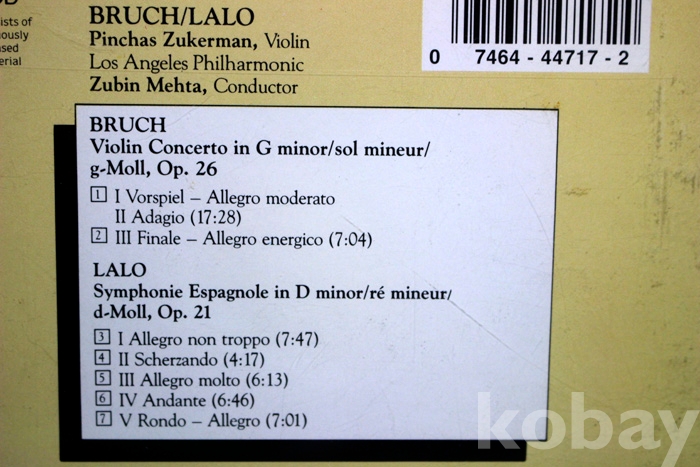 ists of
iously
ased
terial
BRUCH/LALO
Pinchas Zukerman, Violin
Los Angeles Philharmonic
Zubin Mehta, Conductor
0 7464-44717-2
BRUCH
Violin Concerto in G minor/sol mineur/
g-Moll, Op. 26
1 I Vorspiel – Allegro moderato
II Adagio (17:28)
2 III Finale – Allegro energico (7:04)
LALO
Symphonie Espagnole in D minor/ré mineur/
d-Moll, Op. 21
3 I Allegro non troppo (7:47)
4 II Scherzando (4:17)
5 III Allegro molto (6:13)
6 IV Andante (6:46)
7 V Rondo – Allegro (7:01)
kobay